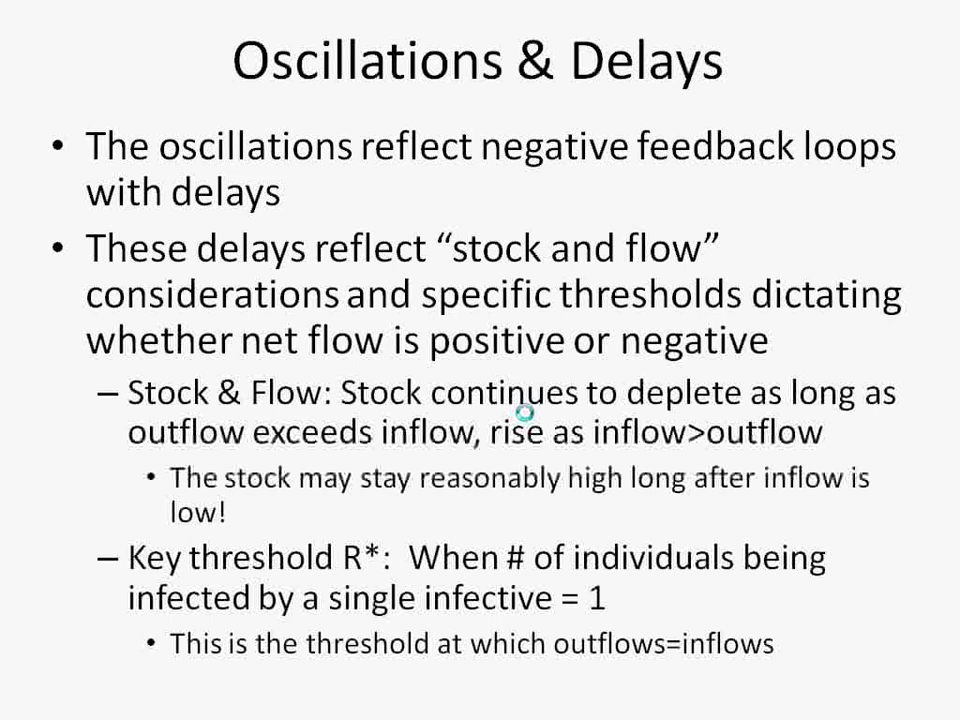 Oscillations & Delays
• The oscillations reflect negative feedback loops
with delays
• These delays reflect “stock and flow”
considerations and specific thresholds dictating
whether net flow is positive or negative
– Stock & Flow: Stock continues to deplete as long as
outflow exceeds inflow, rise as inflow>outflow
• The stock may stay reasonably high long after inflow is
low!
– Key threshold R*:  When # of individuals being
infected by a single infective = 1
• This is the threshold at which outflows=inflows